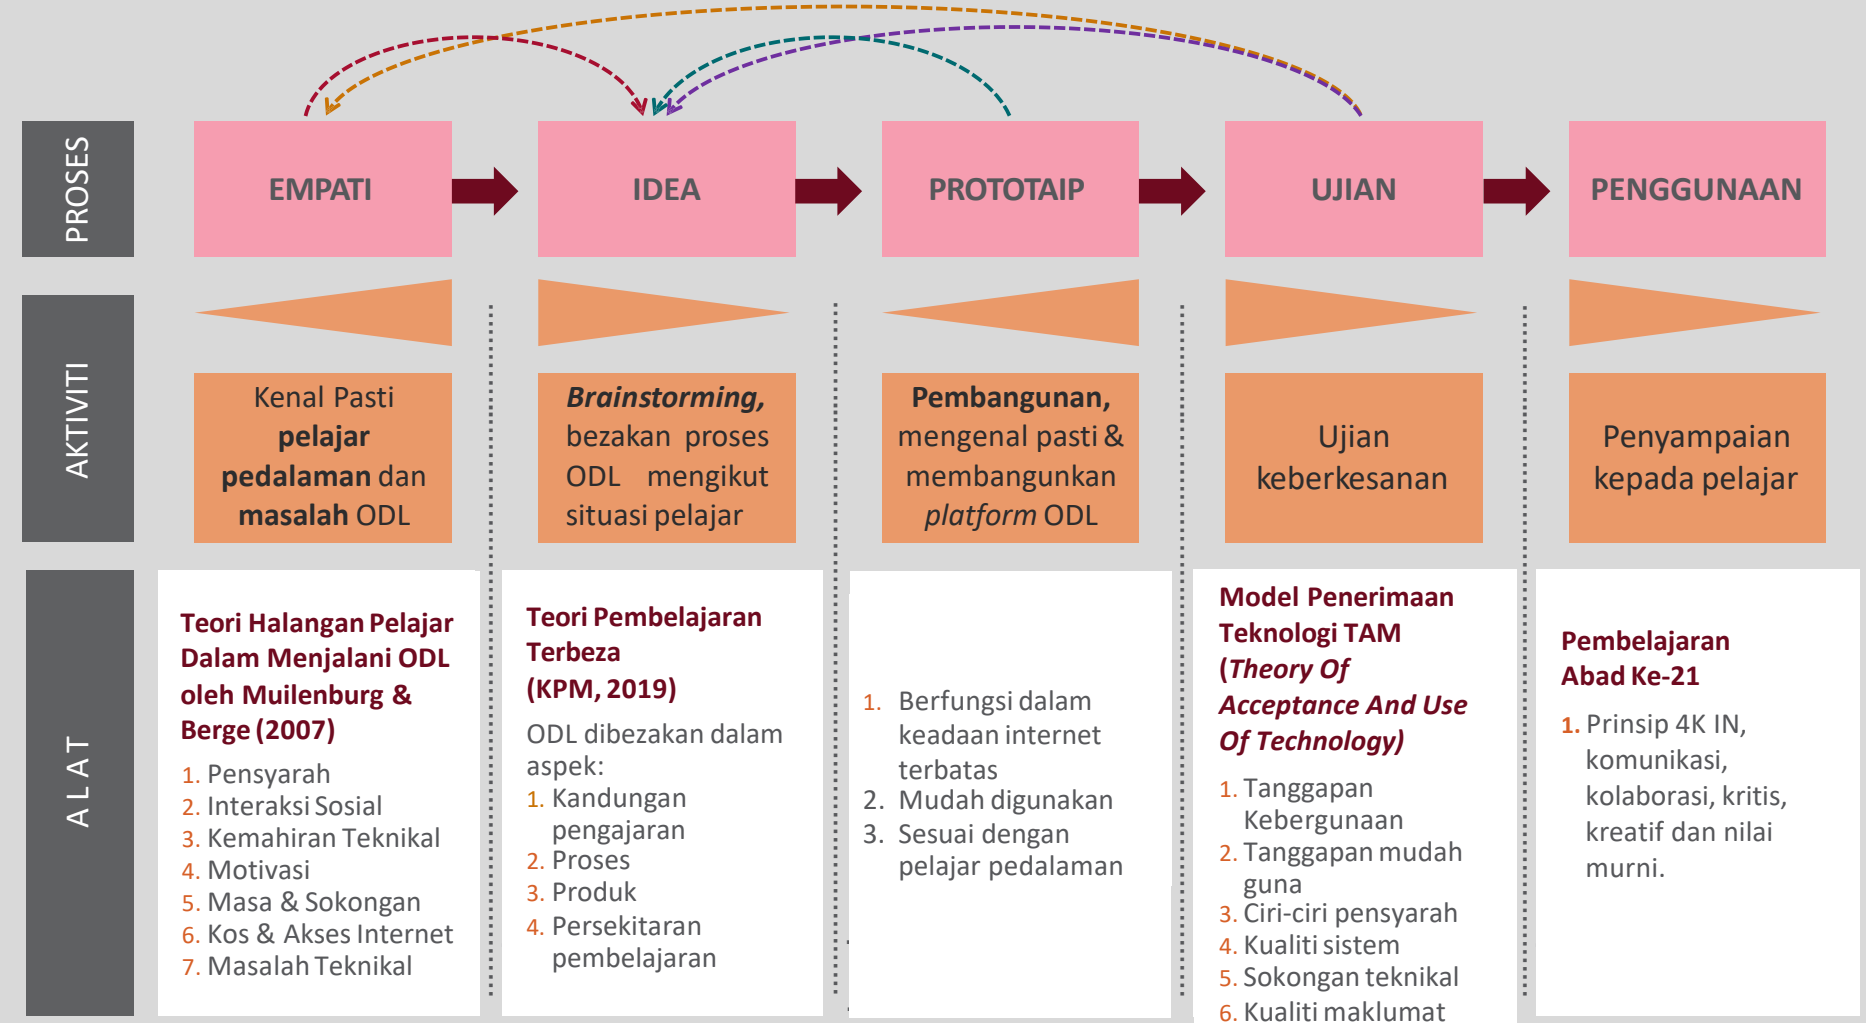 PROSES
EMPATI
IDEA
PROTOTAIP
UJIAN
PENGGUNAAN
AKTIVITI
Kenal Pasti
pelajar
pedalaman dan
masalah ODL
Brainstorming,
bezakan proses
ODL mengikut
situasi pelajar
Pembangunan,
mengenal pasti &
membangunkan
platform ODL
Ujian
keberkesanan
Penyampaian
kepada pelajar
ALAT
Teori Halangan Pelajar
Dalam Menjalani ODL
oleh Muilenburg &
Berge (2007)
1. Pensyarah
2. Interaksi Sosial
3. Kemahiran Teknikal
4. Motivasi
5. Masa & Sokongan
6. Kos & Akses Internet
7. Masalah Teknikal
Teori Pembelajaran
Terbeza
(KPM, 2019)
ODL dibezakan dalam
aspek:
1. Kandungan
pengajaran
2. Proses
3. Produk
4. Persekitaran
pembelajaran
1. Berfungsi dalam
keadaan internet
terbatas
2. Mudah digunakan
3. Sesuai dengan
pelajar pedalaman
Model Penerimaan
Teknologi TAM
(Theory Of
Acceptance And Use
Of Technology)
1. Tanggapan
Kebergunaan
2. Tanggapan mudah
guna
3. Ciri-ciri pensyarah
4. Kualiti sistem
5. Sokongan teknikal
6. Kualiti maklumat
Pembelajaran
Abad Ke-21
1. Prinsip 4K IN,
komunikasi,
kolaborasi, kritis,
kreatif dan nilai
murni.